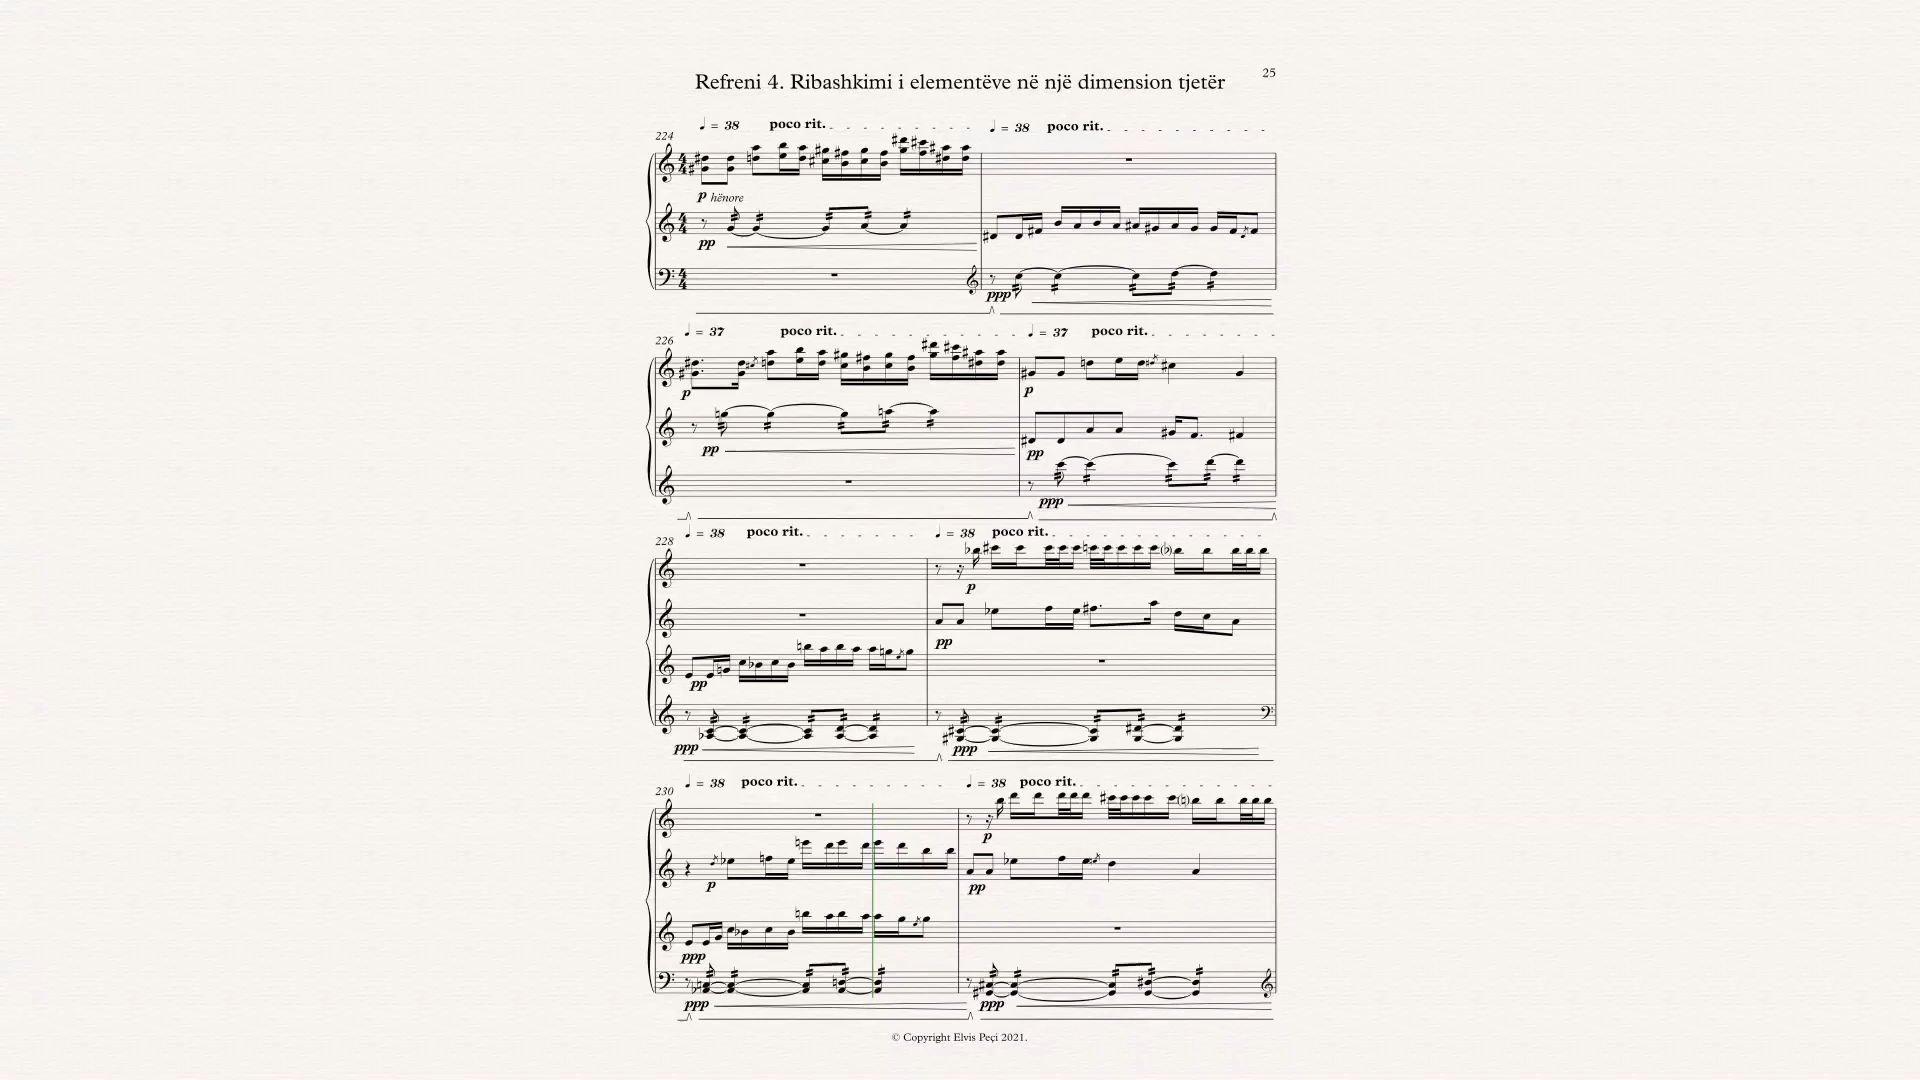 25
Refreni 4. Ribashkimi i elementëve në një dimension tjetër
♩ = 38 poco rit. ♩ = 38 poco rit.
224
p hënore
pp
ppp
♩ = 37 poco rit. ♩ = 37 poco rit.
226
p p
pp pp
ppp
♩ = 38 poco rit. ♩ = 38 poco rit.
228
p
pp
pp
ppp ppp
♩ = 38 poco rit. ♩ = 38 poco rit.
230
p
p pp
ppp
ppp ppp
© Copyright Elvis Peçi 2021.